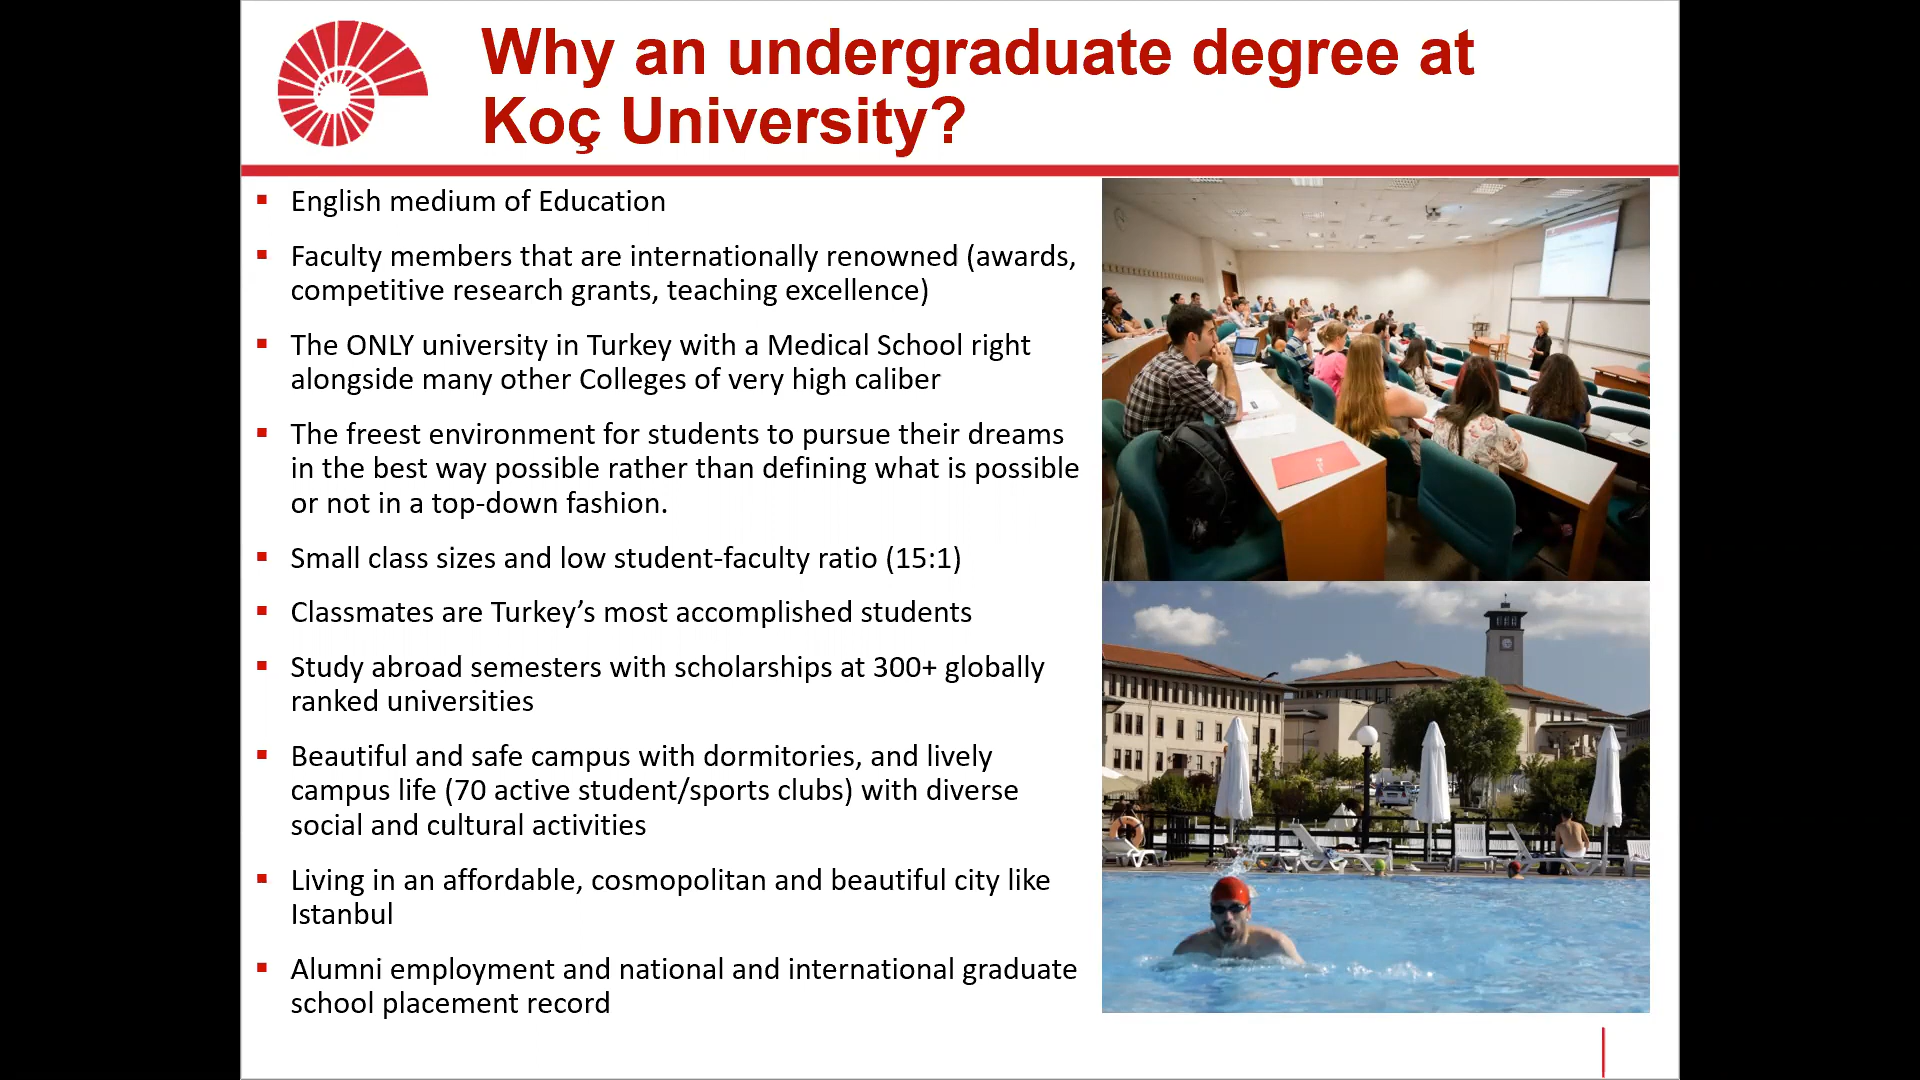 Why an undergraduate degree at
Koç University?
▪ English medium of Education
▪ Faculty members that are internationally renowned (awards,
competitive research grants, teaching excellence)
▪ The ONLY university in Turkey with a Medical School right
alongside many other Colleges of very high caliber
▪ The freest environment for students to pursue their dreams
in the best way possible rather than defining what is possible
or not in a top-down fashion.
▪ Small class sizes and low student-faculty ratio (15:1)
▪ Classmates are Turkey’s most accomplished students
▪ Study abroad semesters with scholarships at 300+ globally
ranked universities
▪ Beautiful and safe campus with dormitories, and lively
campus life (70 active student/sports clubs) with diverse
social and cultural activities
▪ Living in an affordable, cosmopolitan and beautiful city like
Istanbul
▪ Alumni employment and national and international graduate
school placement record